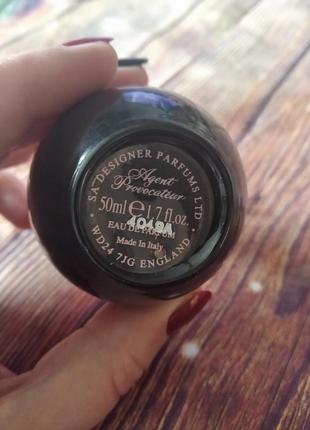 SA DESIGNER PARFUMS LTD
Agent
Provocateur
50ml e 1.7 fl.oz.
EAU DE PARFUM
Made In Italy
WD24 7JG ENGLAND